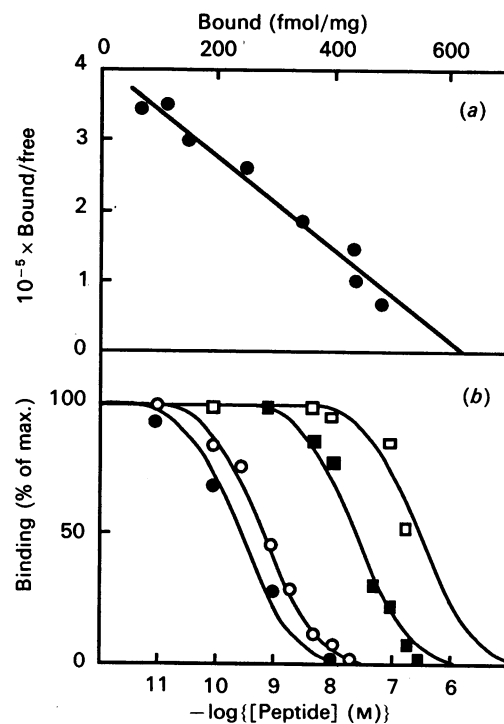 Bound (fmol/mg)
0 200 400 600
4
3
2
1
0
10⁻⁵ × Bound/free
(a)
100
50
0
Binding (% of max.)
(b)
11 10 9 8 7 6
−log{[Peptide] (M)}